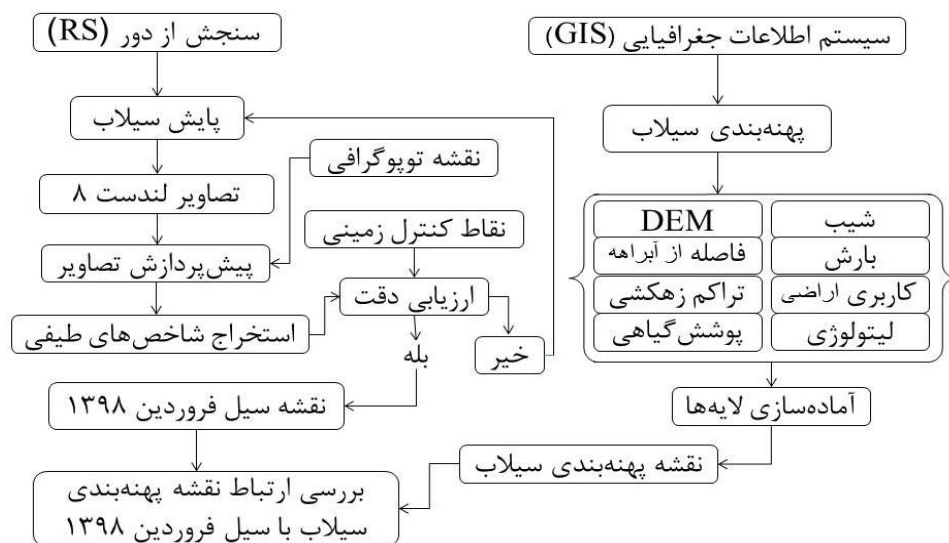 سنجش از دور (RS)
سیستم اطلاعات جغرافیایی (GIS)
پایش سیلاب
پهنه‌بندی سیلاب
نقشه توپوگرافی
تصاویر لندست ۸
نقاط کنترل زمینی
پیش‌پردازش تصاویر
ارزیابی دقت
استخراج شاخص‌های طیفی
بله
خیر
شیب
DEM
بارش
فاصله از آبراهه
کاربری اراضی
تراکم زهکشی
لیتولوژی
پوشش‌گیاهی
آماده‌سازی لایه‌ها
نقشه سیل فروردین ۱۳۹۸
نقشه پهنه‌بندی سیلاب
بررسی ارتباط نقشه پهنه‌بندی
سیلاب با سیل فروردین ۱۳۹۸